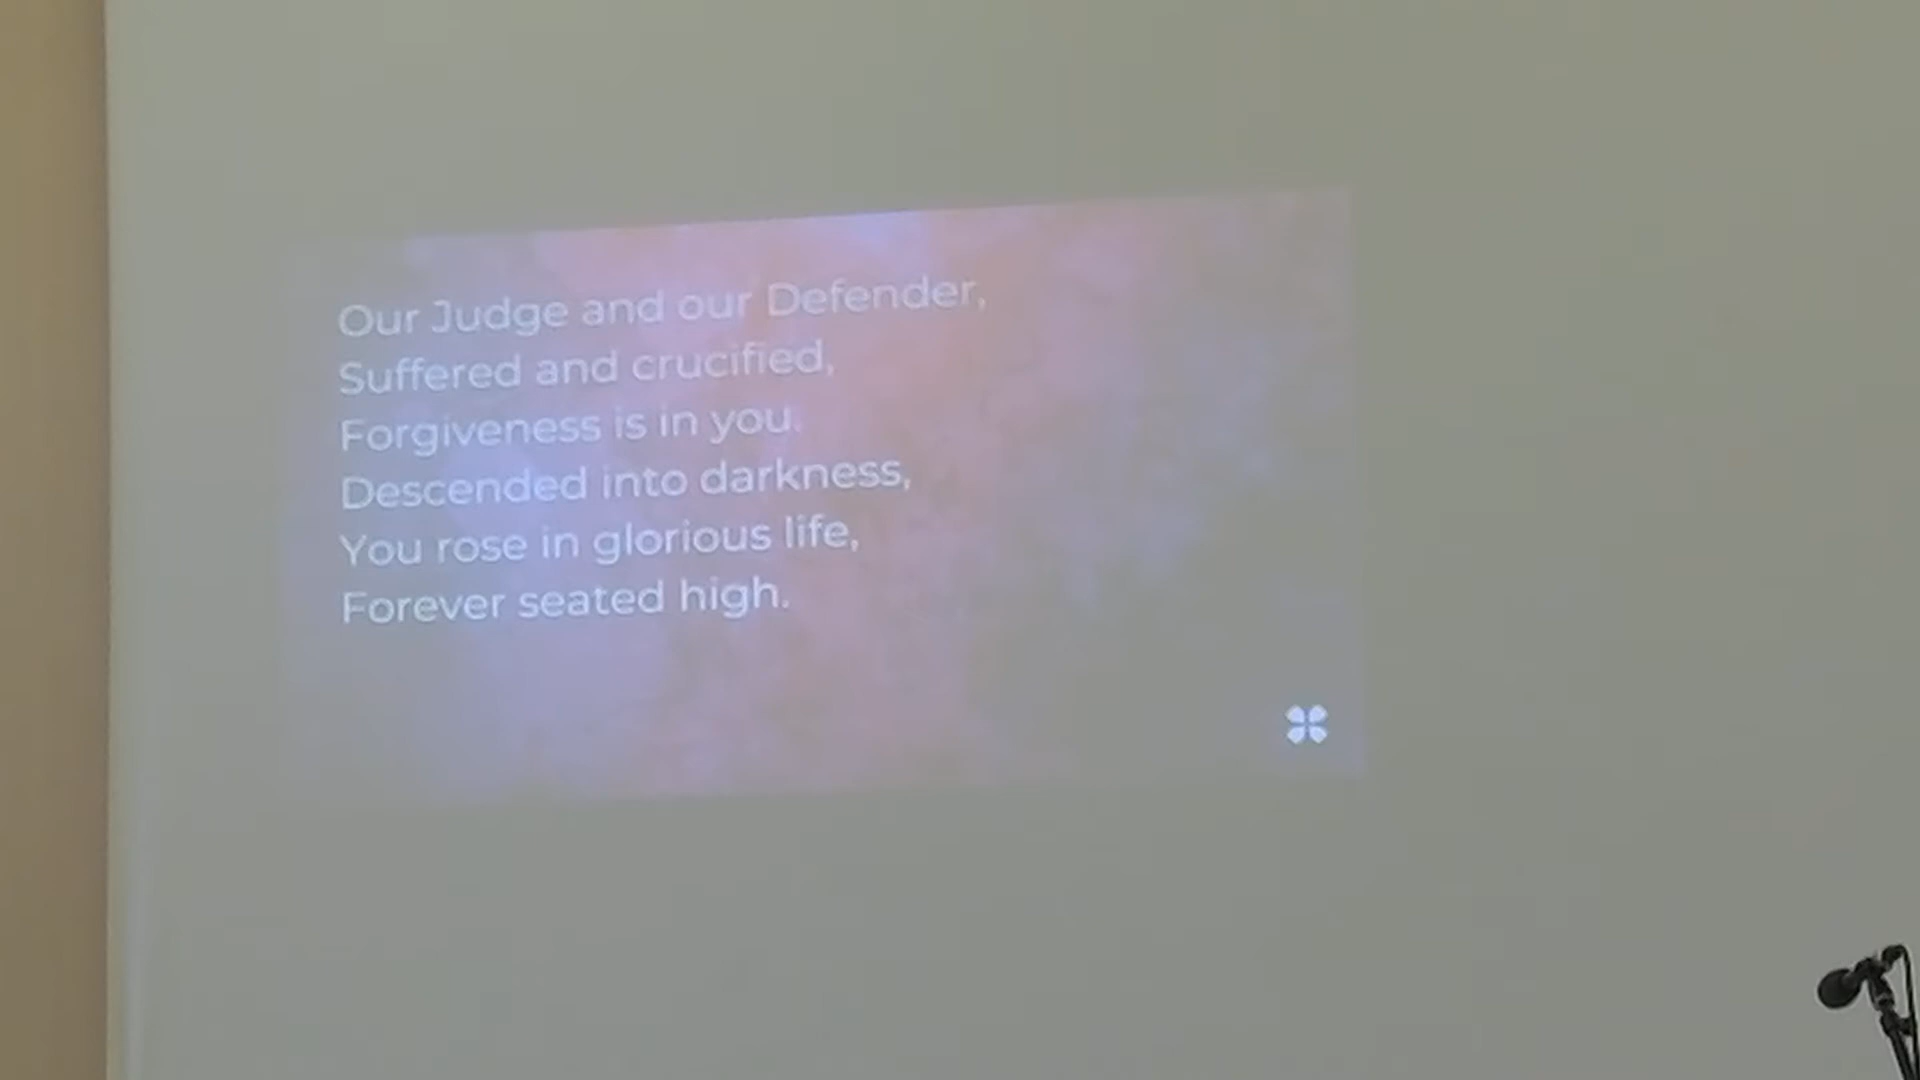 Our Judge and our Defender,
Suffered and crucified,
Forgiveness is in you.
Descended into darkness,
You rose in glorious life,
Forever seated high.